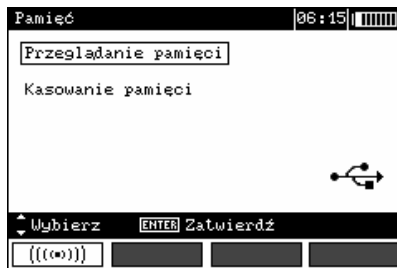 Pamięć 06:15
Przeglądanie pamięci
Kasowanie pamięci
Wybierz ENTER Zatwierdź